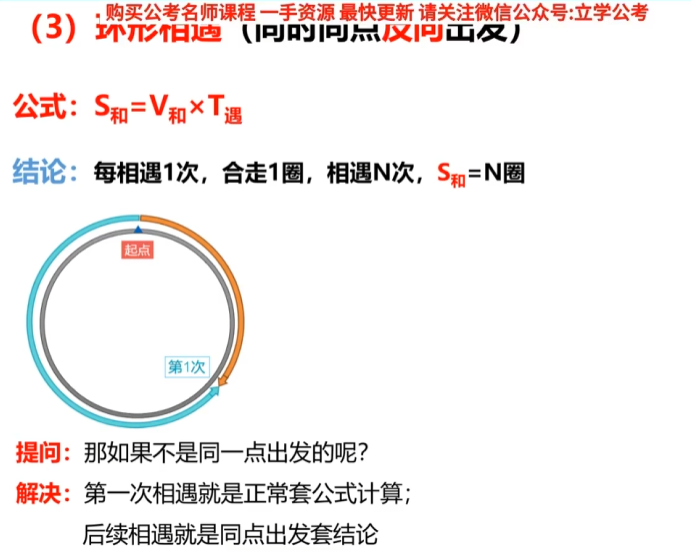 购买公考名师课程 一手资源 最快更新 请关注微信公众号:立学公考
（3）环形相遇（同时同点反向出发）
公式：S和=V和×T遇
结论：每相遇1次，合走1圈，相遇N次，S和=N圈
起点
第1次
提问：那如果不是同一点出发的呢？
解决：第一次相遇就是正常套公式计算；
后续相遇就是同点出发套结论